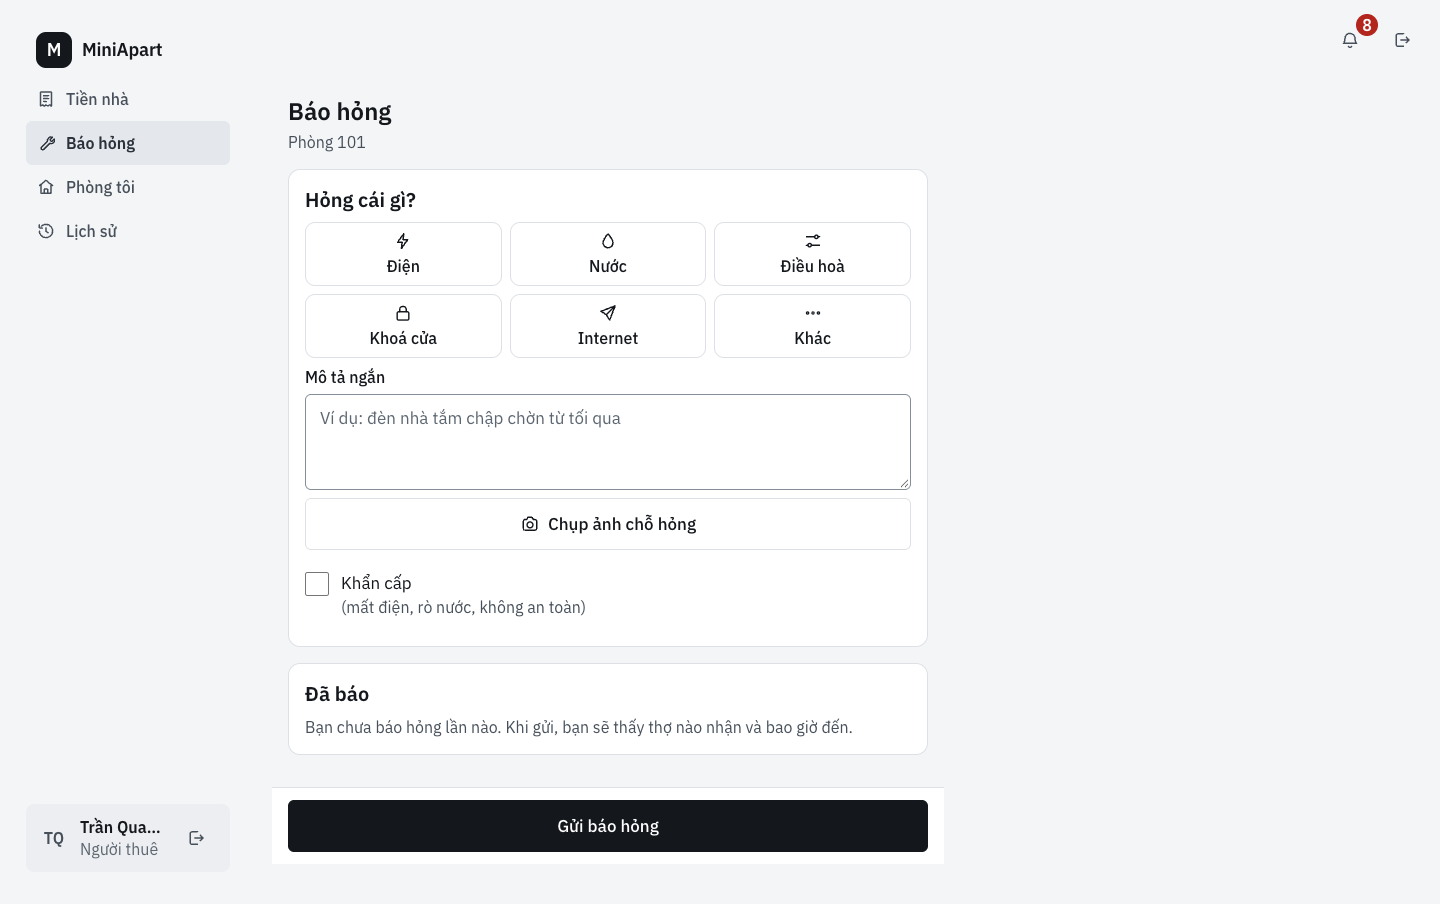 M MiniApart
8
Tiền nhà
Báo hỏng
Phòng tôi
Lịch sử
Báo hỏng
Phòng 101
Hỏng cái gì?
Điện
Nước
Điều hoà
Khoá cửa
Internet
Khác
Mô tả ngắn
Ví dụ: đèn nhà tắm chập chờn từ tối qua
Chụp ảnh chỗ hỏng
Khẩn cấp
(mất điện, rò nước, không an toàn)
Đã báo
Bạn chưa báo hỏng lần nào. Khi gửi, bạn sẽ thấy thợ nào nhận và bao giờ đến.
Gửi báo hỏng
TQ
Trần Qua...
Người thuê